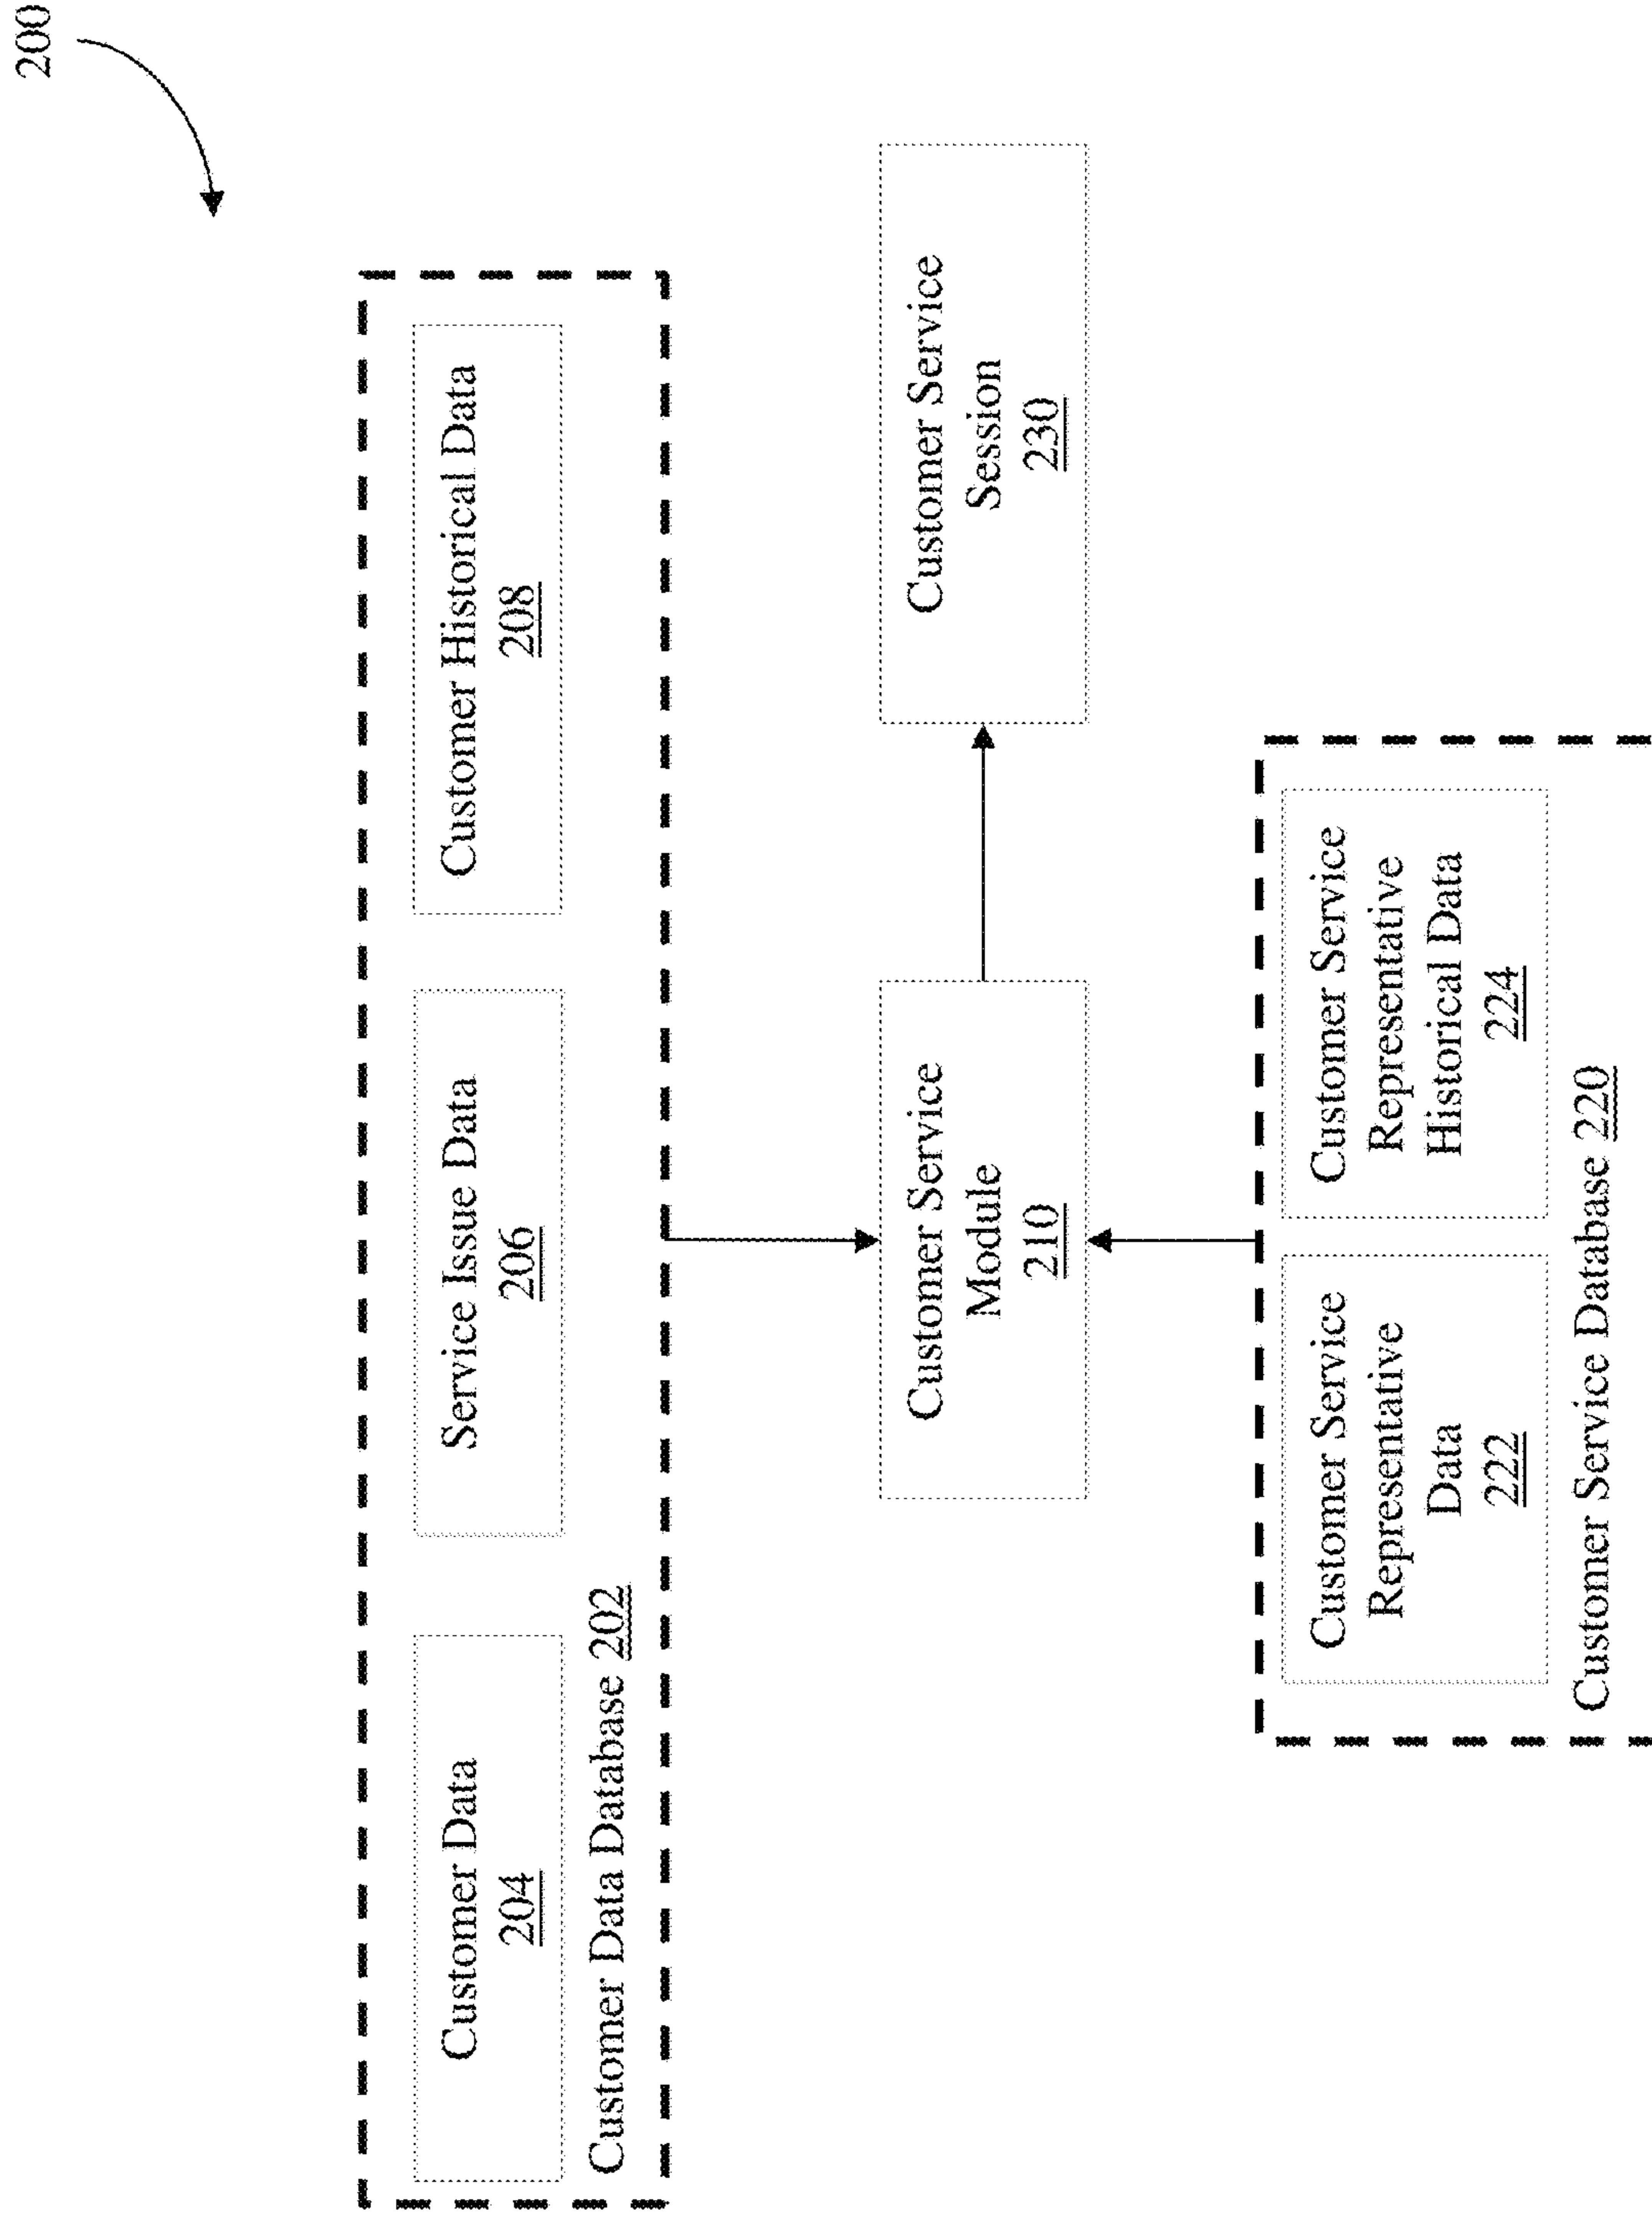 200
Customer Data
204
Service Issue Data
206
Customer Historical Data
208
Customer Data Database 202
Customer Service
Module
210
Customer Service
Session
230
Customer Service
Representative
Data
222
Customer Service
Representative
Historical Data
224
Customer Service Database 220